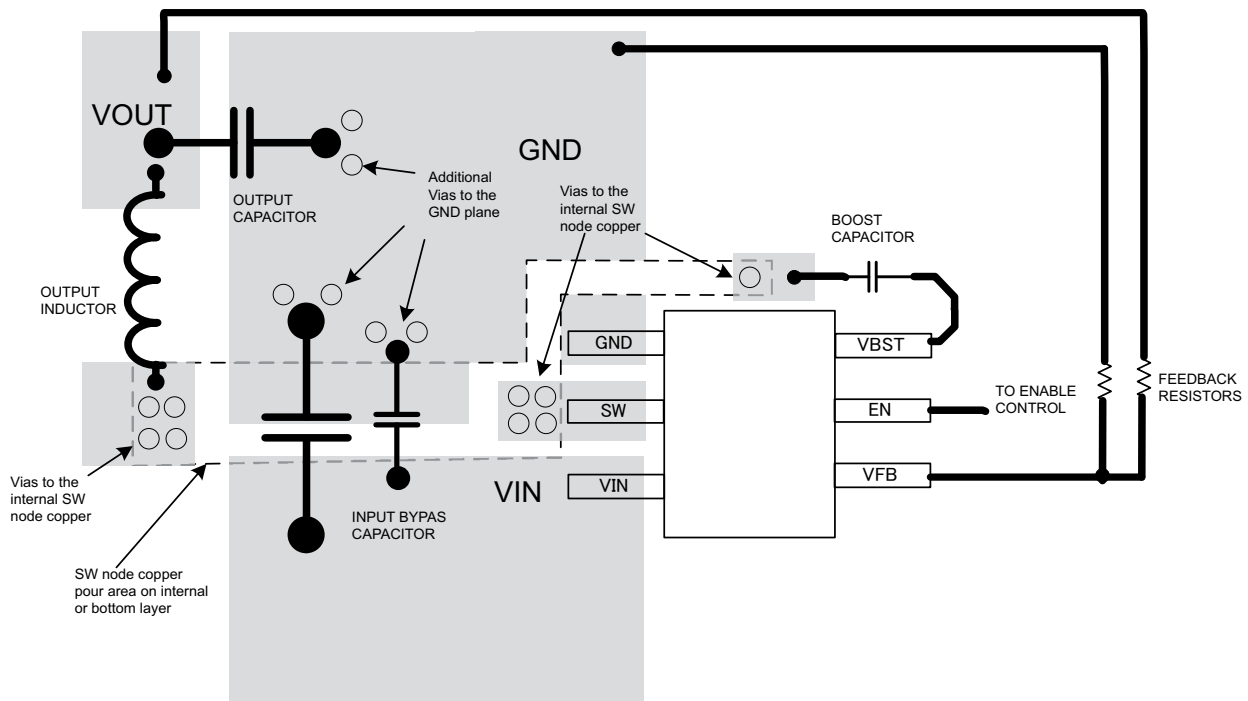 VOUT
GND
OUTPUT
CAPACITOR
Additional
Vias to the
GND plane
Vias to the
internal SW
node copper
BOOST
CAPACITOR
OUTPUT
INDUCTOR
GND
VBST
SW
EN
TO ENABLE
CONTROL
FEEDBACK
RESISTORS
VIN
VIN
VFB
Vias to the
internal SW
node copper
INPUT BYPAS
CAPACITOR
SW node copper
pour area on internal
or bottom layer